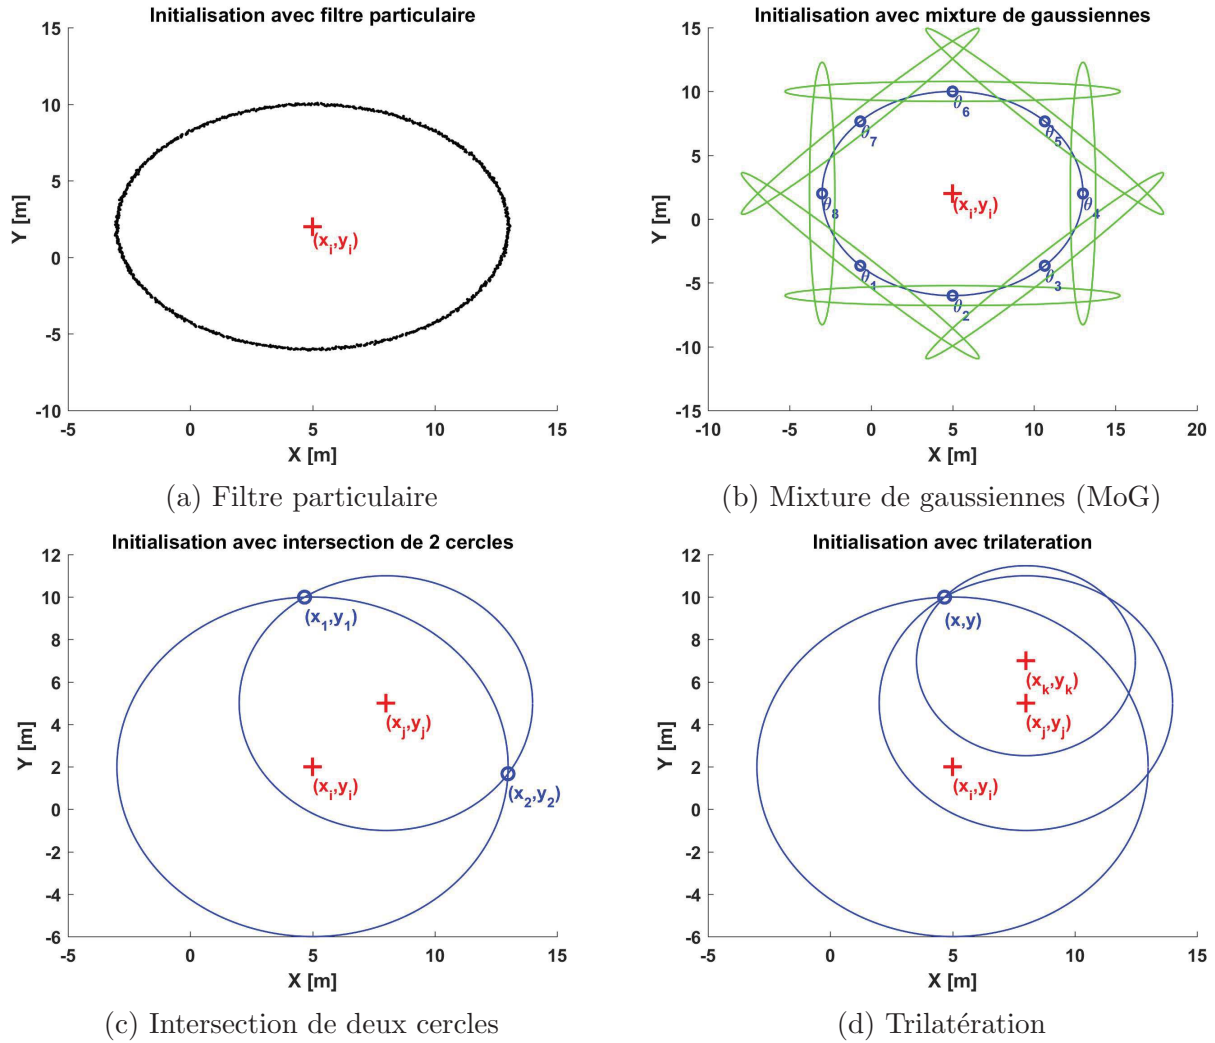 Initialisation avec filtre particulaire
15
10
5
0
-5
-10
Y [m]
(x_i,y_i)
-5 0 5 10 15
X [m]
(a) Filtre particulaire
Initialisation avec mixture de gaussiennes
15
10
5
0
-5
-10
-15
Y [m]
θ_6
θ_7
θ_5
(x_i,y_i)
θ_8
θ_4
θ_1
θ_3
θ_2
-10 -5 0 5 10 15 20
X [m]
(b) Mixture de gaussiennes (MoG)
Initialisation avec intersection de 2 cercles
12
10
8
6
4
2
0
-2
-4
-6
Y [m]
(x_1,y_1)
(x_j,y_j)
(x_i,y_i)
(x_2,y_2)
-5 0 5 10 15
X [m]
(c) Intersection de deux cercles
Initialisation avec trilateration
12
10
8
6
4
2
0
-2
-4
-6
Y [m]
(x,y)
(x_k,y_k)
(x_j,y_j)
(x_i,y_i)
-5 0 5 10 15
X [m]
(d) Trilatération